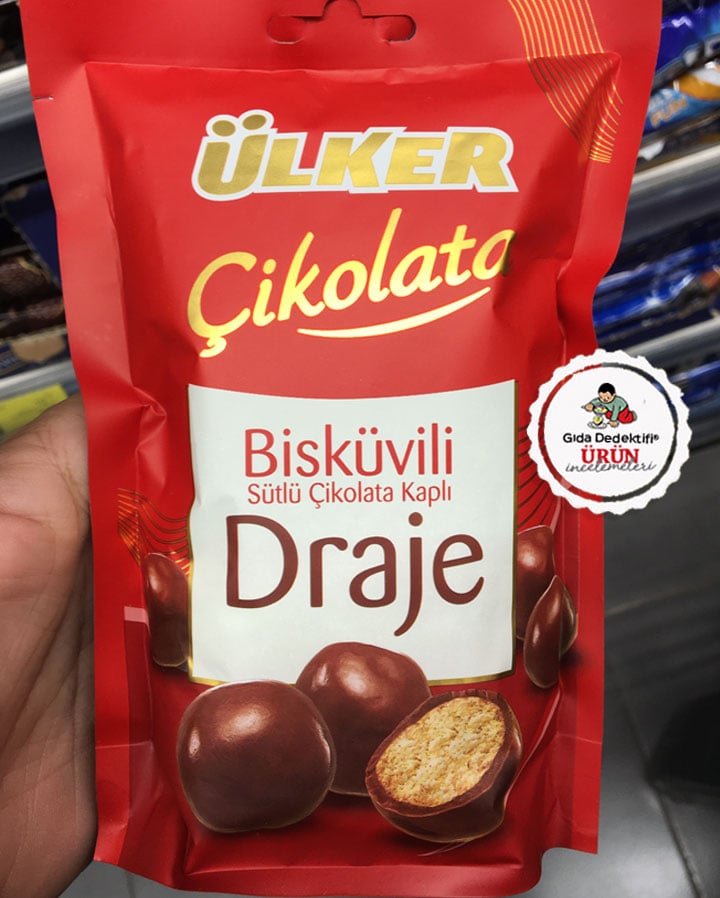 ÜLKER
Çikolata
Bisküvili
Sütlü Çikolata Kaplı
Draje
Gıda Dedektifi®
ÜRÜN
incelemeleri